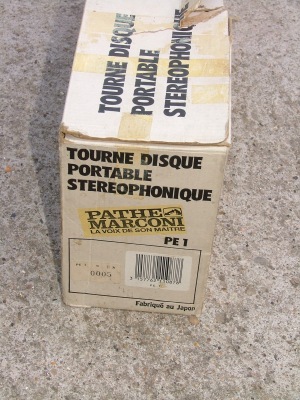 TOURNE DISQUE
PORTABLE
STEREOPHONIQUE
TOURNE DISQUE
PORTABLE
STEREOPHONIQUE
PATHE
MARCONI
LA VOIX DE SON MAITRE
PE 1
0005
Fabriqué au Japon